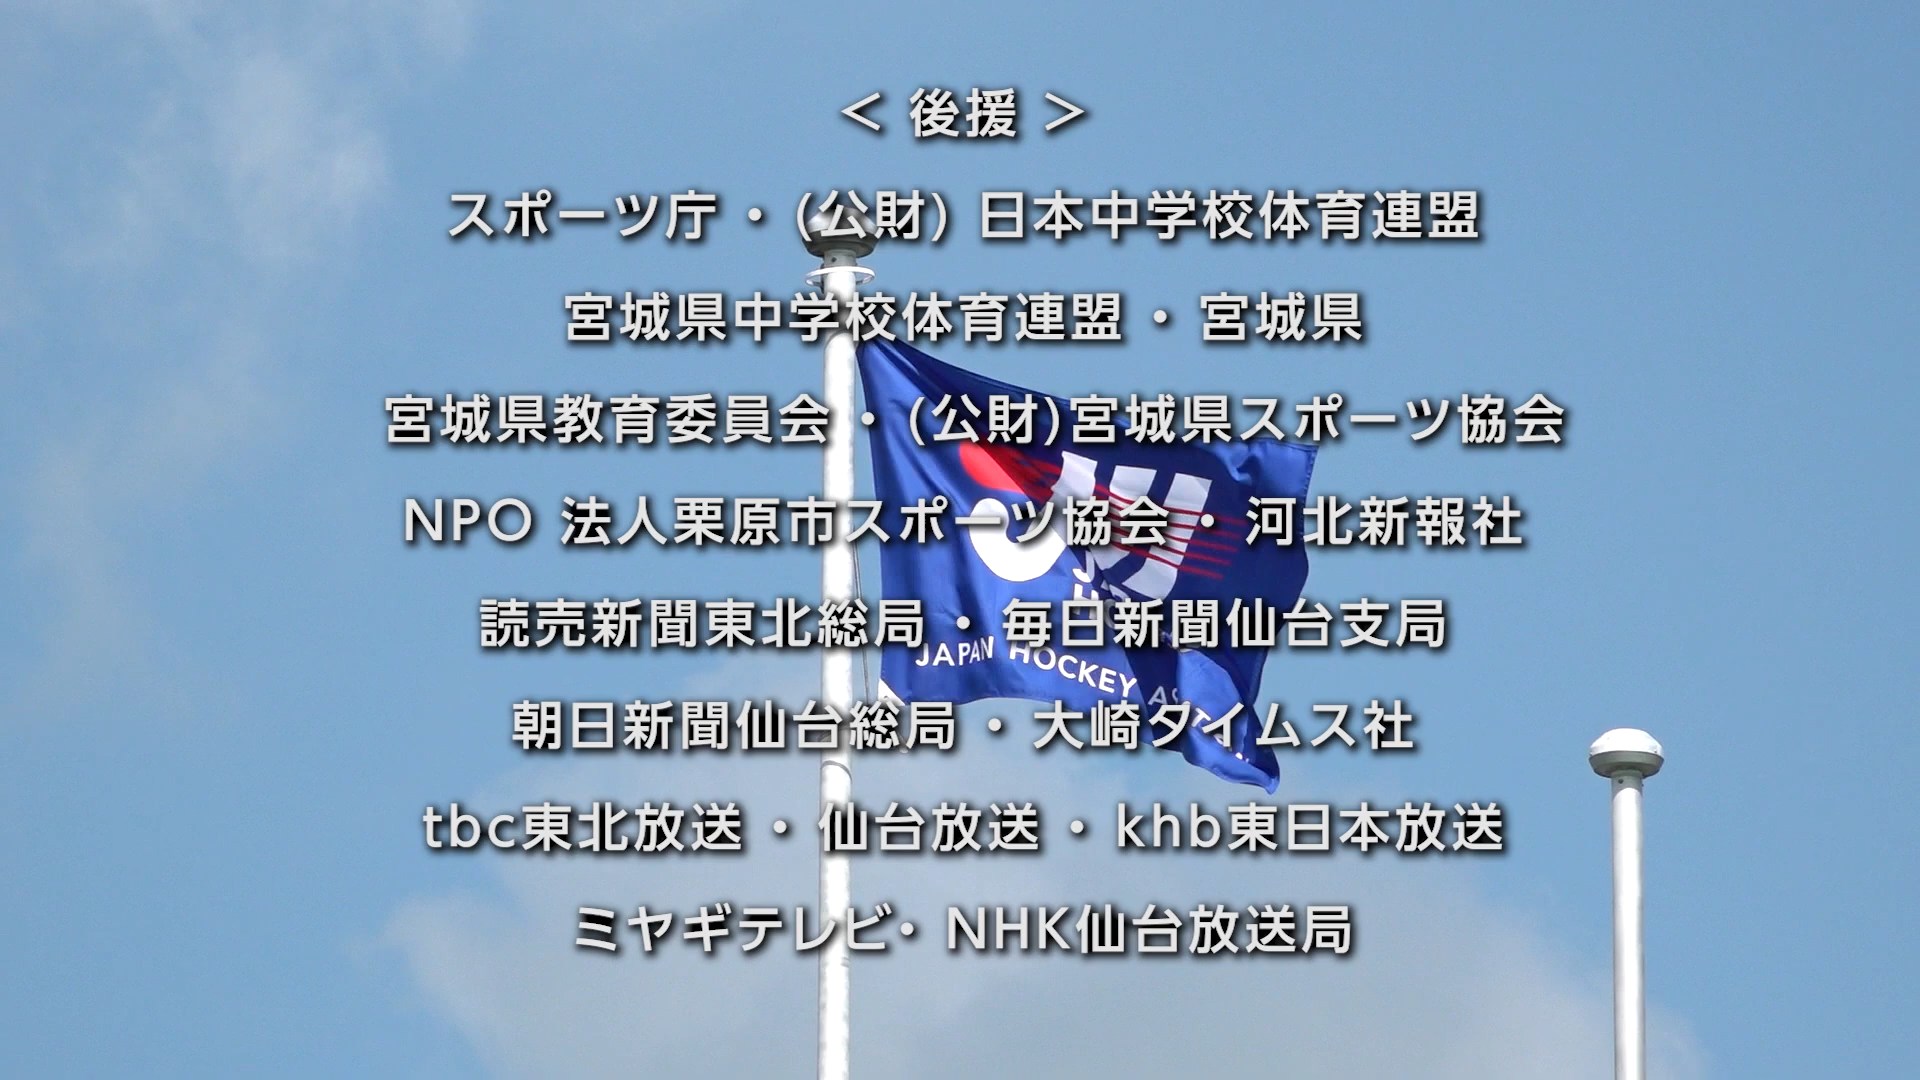 ＜ 後援 ＞
スポーツ庁 ・ (公財) 日本中学校体育連盟
宮城県中学校体育連盟 ・ 宮城県
宮城県教育委員会 ・ (公財)宮城県スポーツ協会
NPO 法人栗原市スポーツ協会 ・ 河北新報社
読売新聞東北総局 ・ 毎日新聞仙台支局
朝日新聞仙台総局 ・ 大崎タイムス社
tbc東北放送 ・ 仙台放送 ・ khb東日本放送
ミヤギテレビ・ NHK仙台放送局
JAPAN HOCKEY